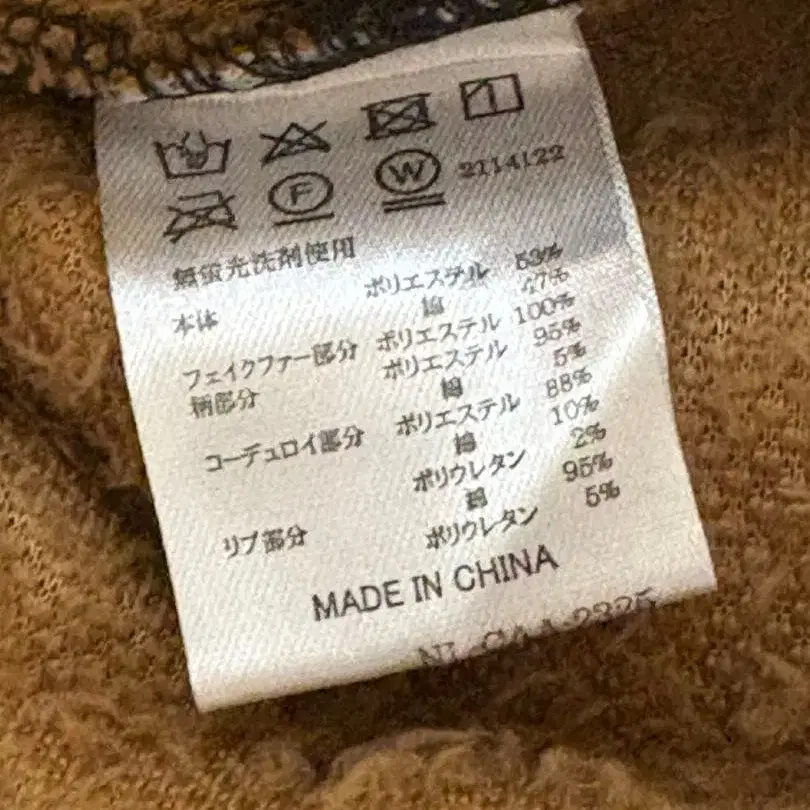 F W 2114122
無蛍光洗剤使用
本体 ポリエステル 53%
綿 47%
フェイクファー部分 ポリエステル 100%
柄部分 ポリエステル 95%
綿 5%
コーデュロイ部分 ポリエステル 88%
綿 10%
ポリウレタン 2%
リブ部分 綿 95%
ポリウレタン 5%
MADE IN CHINA